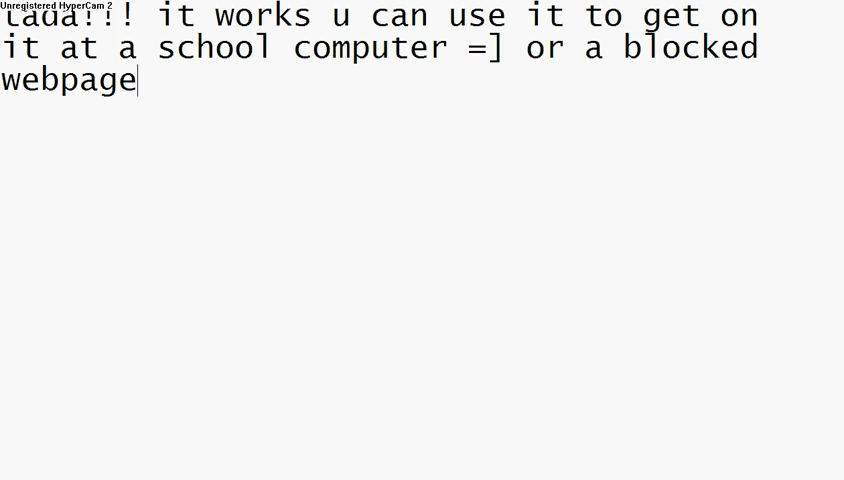 Unregistered HyperCam 2
tada!!! it works u can use it to get on
it at a school computer =] or a blocked
webpage